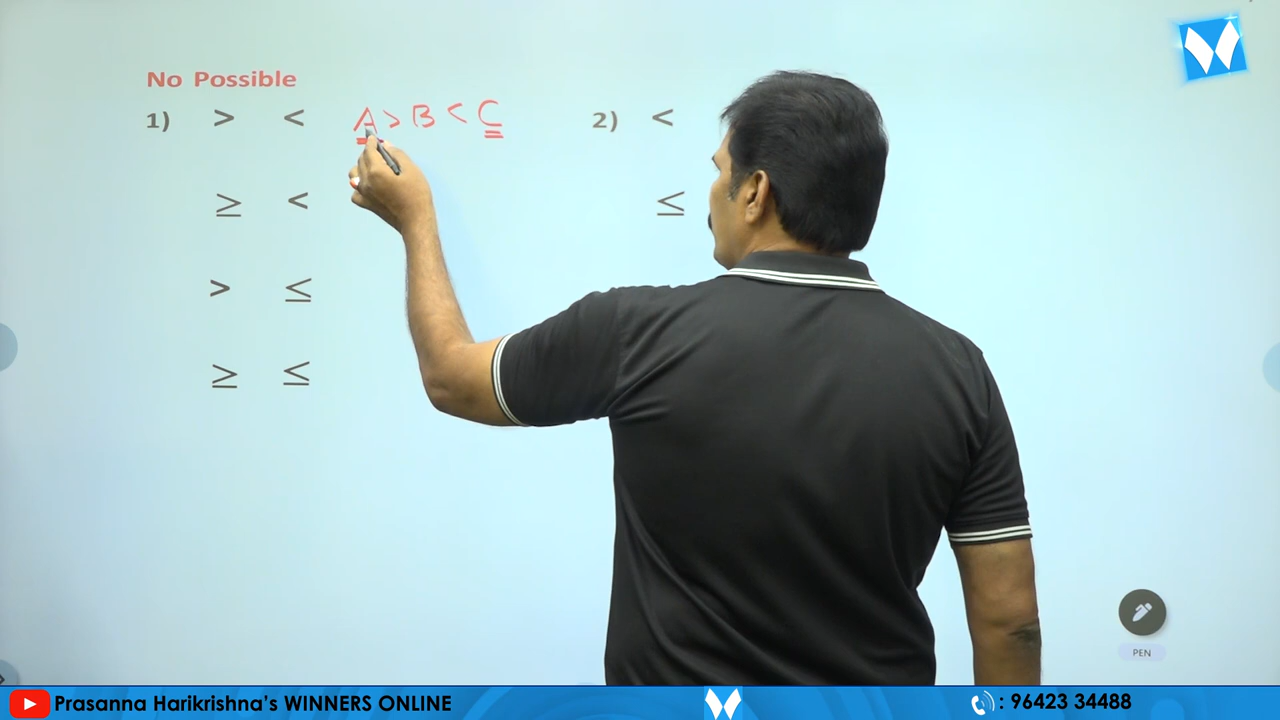 No Possible
1) > < A > B < C 2) <
≥ < ≤
> ≤
≥ ≤
PEN
Prasanna Harikrishna's WINNERS ONLINE : 96423 34488